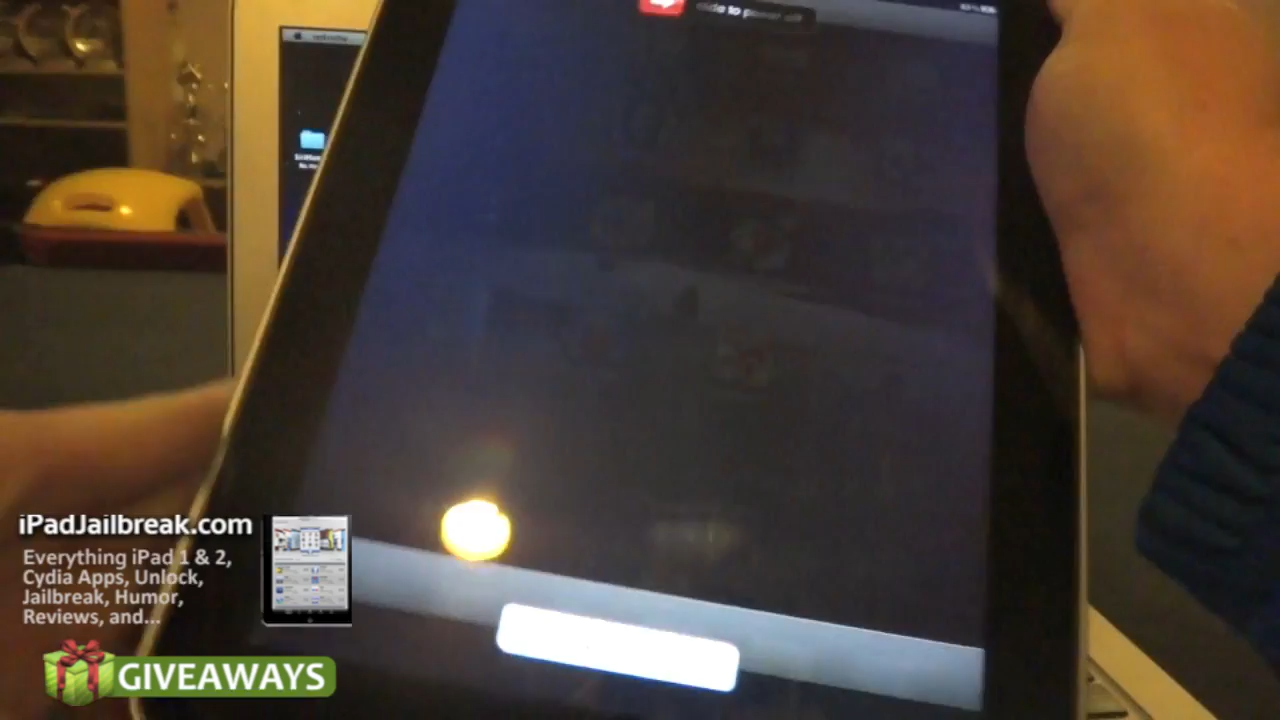 slide to power off
iPadJailbreak.com
Everything iPad 1 & 2,
Cydia Apps, Unlock,
Jailbreak, Humor,
Reviews, and...
GIVEAWAYS